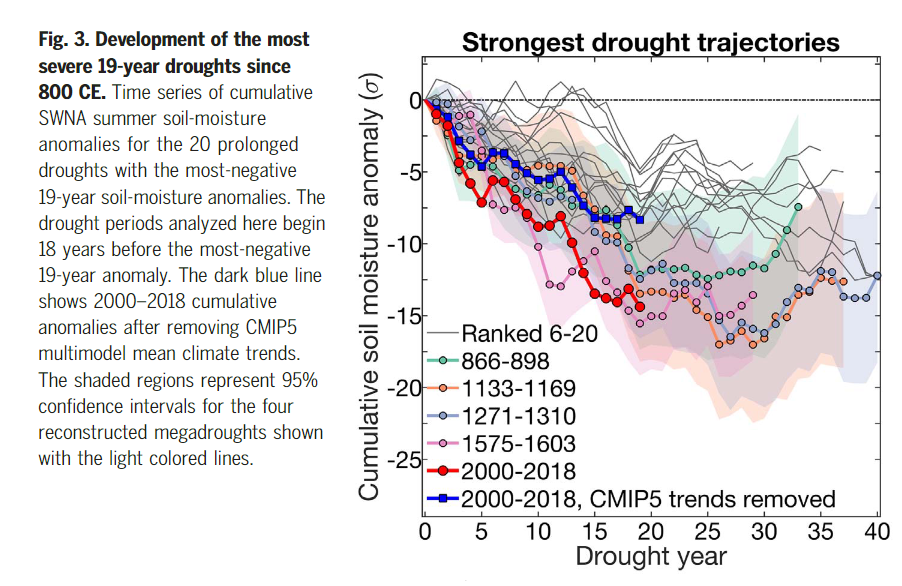 Fig. 3. Development of the most
severe 19-year droughts since
800 CE. Time series of cumulative
SWNA summer soil-moisture
anomalies for the 20 prolonged
droughts with the most-negative
19-year soil-moisture anomalies. The
drought periods analyzed here begin
18 years before the most-negative
19-year anomaly. The dark blue line
shows 2000–2018 cumulative
anomalies after removing CMIP5
multimodel mean climate trends.
The shaded regions represent 95%
confidence intervals for the four
reconstructed megadroughts shown
with the light colored lines.
Strongest drought trajectories
Cumulative soil moisture anomaly (σ)
0
-5
-10
-15
-20
-25
Ranked 6-20
866-898
1133-1169
1271-1310
1575-1603
2000-2018
2000-2018, CMIP5 trends removed
0 5 10 15 20 25 30 35 40
Drought year